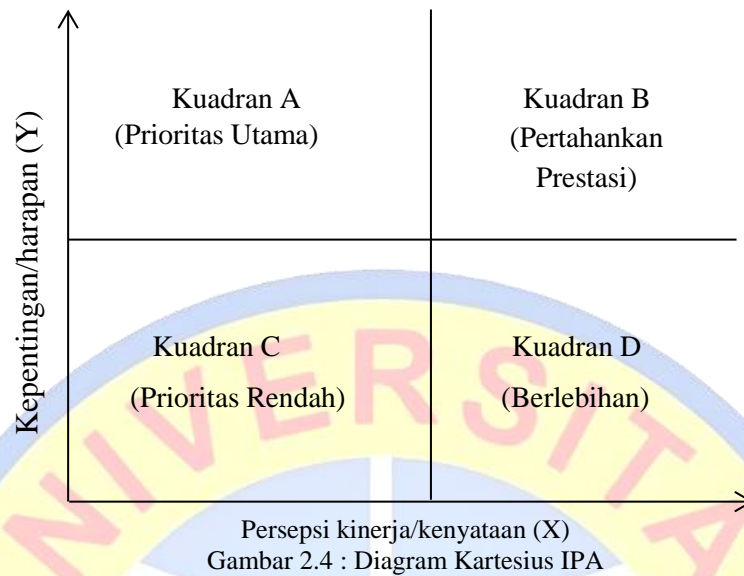 Kepentingan/harapan (Y)
Kuadran A
(Prioritas Utama)
Kuadran B
(Pertahankan
Prestasi)
Kuadran C
(Prioritas Rendah)
Kuadran D
(Berlebihan)
NIVERSITA
Persepsi kinerja/kenyataan (X)
Gambar 2.4 : Diagram Kartesius IPA